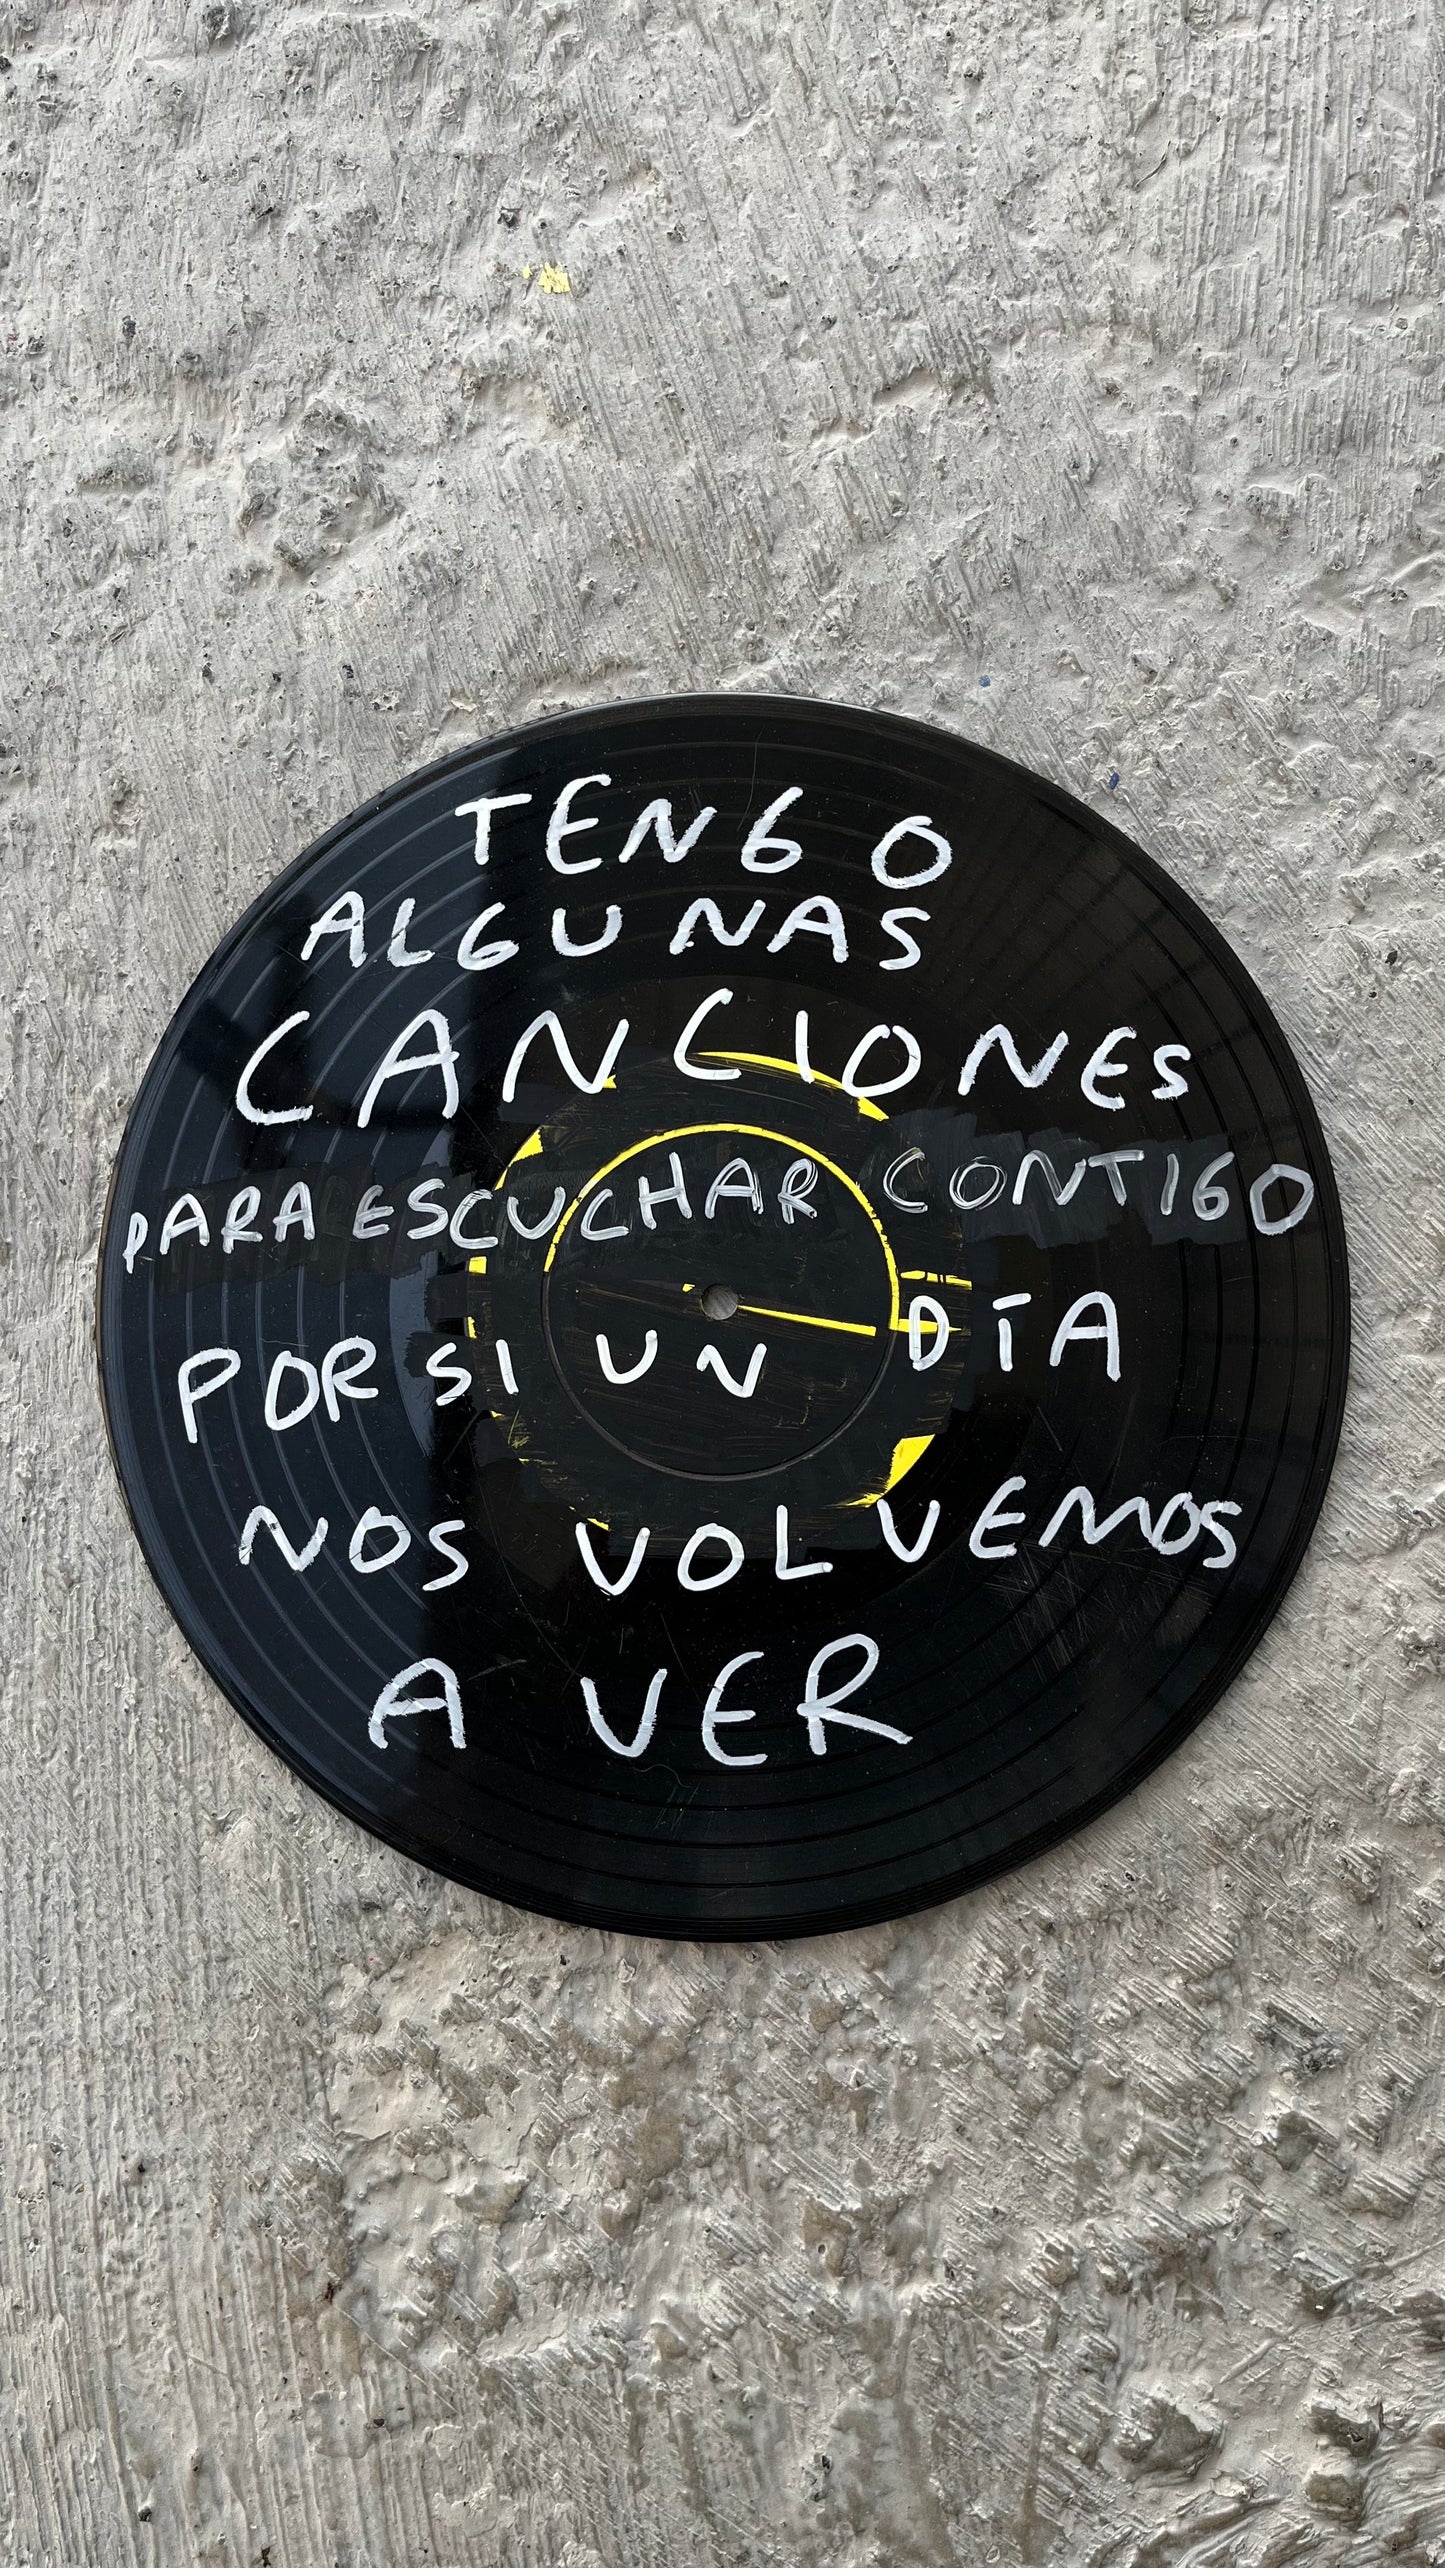 TENGO
ALGUNAS
CANCIONES
PARA ESCUCHAR CONTIGO
POR SI UN DÍA
NOS VOLVEMOS
A VER